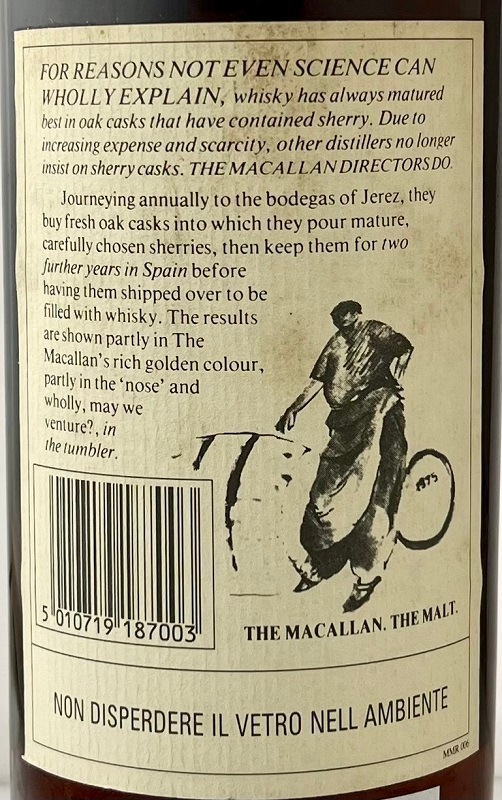 FOR REASONS NOT EVEN SCIENCE CAN
WHOLLY EXPLAIN, whisky has always matured
best in oak casks that have contained sherry. Due to
increasing expense and scarcity, other distillers no longer
insist on sherry casks. THE MACALLAN DIRECTORS DO.
Journeying annually to the bodegas of Jerez, they
buy fresh oak casks into which they pour mature,
carefully chosen sherries, then keep them for two
further years in Spain before
having them shipped over to be
filled with whisky. The results
are shown partly in The
Macallan's rich golden colour,
partly in the 'nose' and
wholly, may we
venture?, in
the tumbler.
1875
5 010719 187003
THE MACALLAN. THE MALT.
NON DISPERDERE IL VETRO NELL AMBIENTE
MMR 006